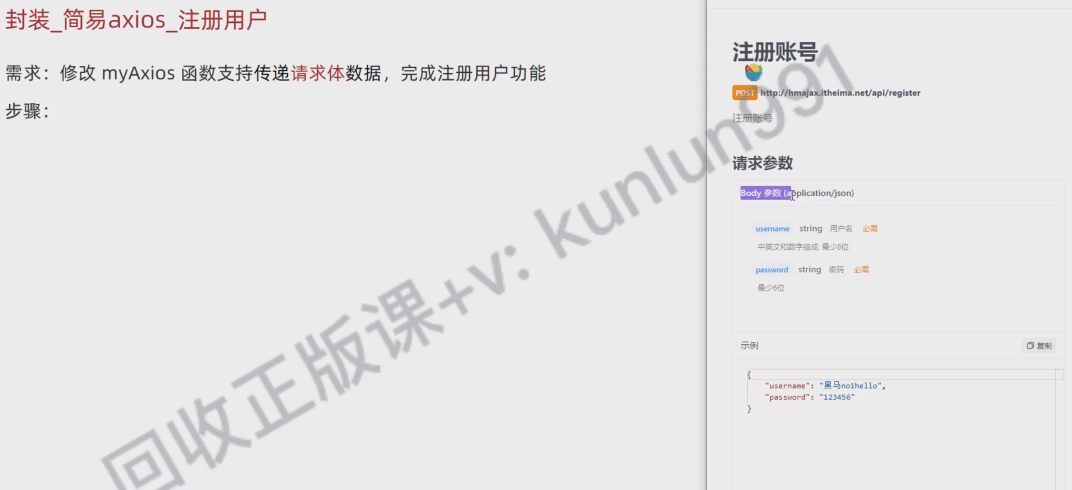 封装_简易axios_注册用户
需求：修改 myAxios 函数支持传递请求体数据，完成注册用户功能
步骤：
注册账号
POST http://hmajax.itheima.net/api/register
注册账号
请求参数
Body 参数 (application/json)
username string 用户名 必需
中英文和数字组成, 最少8位
password string 密码 必需
最少6位
示例
复制
{
"username": "黑马no1hello",
"password": "123456"
}
回收正版课+v: kunlun991